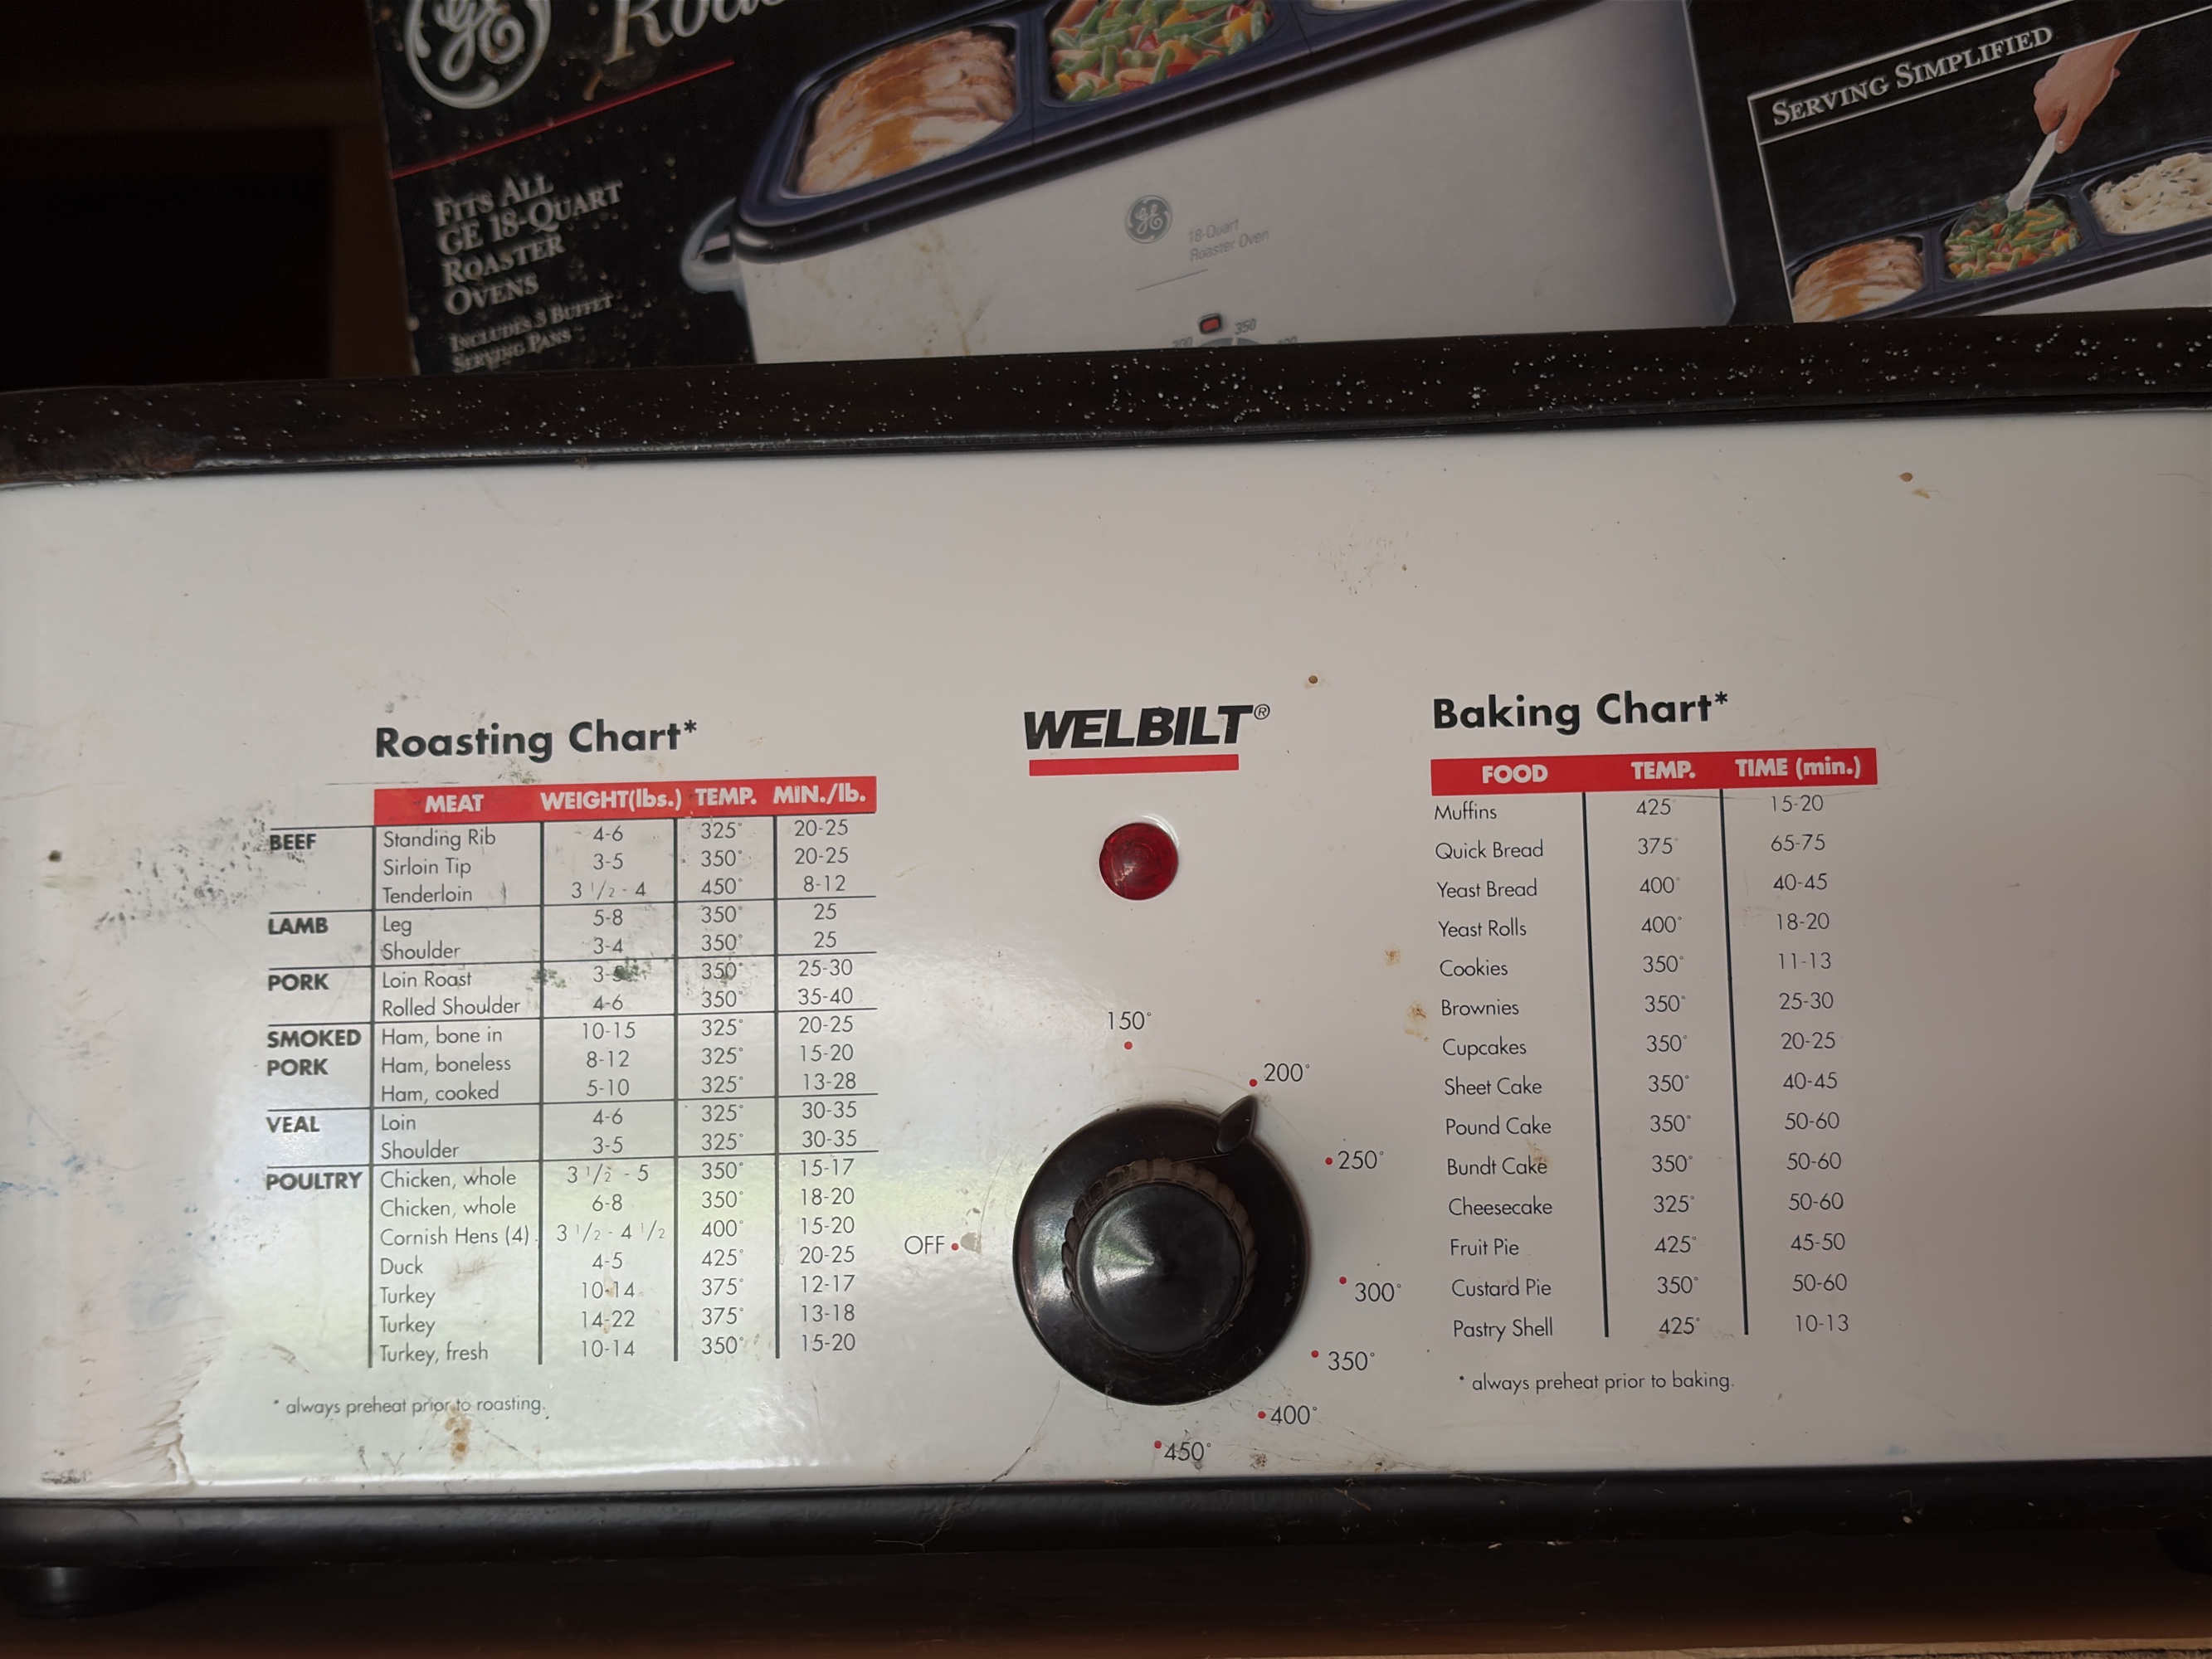 GE
FITS ALL
GE 18-QUART
ROASTER
OVENS
INCLUDES 3 BUFFET
SERVING PANS
GE
18-Quart
Roaster Oven
350
SERVING SIMPLIFIED
Roasting Chart*
MEAT WEIGHT(lbs.) TEMP. MIN./lb.
BEEF Standing Rib 4-6 325° 20-25
Sirloin Tip 3-5 350° 20-25
Tenderloin 3 1/2 - 4 450° 8-12
LAMB Leg 5-8 350° 25
Shoulder 3-4 350° 25
PORK Loin Roast 3-5 350° 25-30
Rolled Shoulder 4-6 350° 35-40
SMOKED Ham, bone in 10-15 325° 20-25
PORK Ham, boneless 8-12 325° 15-20
Ham, cooked 5-10 325° 13-28
VEAL Loin 4-6 325° 30-35
Shoulder 3-5 325° 30-35
POULTRY Chicken, whole 3 1/2 - 5 350° 15-17
Chicken, whole 6-8 350° 18-20
Cornish Hens (4) 3 1/2 - 4 1/2 400° 15-20
Duck 4-5 425° 20-25
Turkey 10-14 375° 12-17
Turkey 14-22 375° 13-18
Turkey, fresh 10-14 350° 15-20
* always preheat prior to roasting.
WELBILT®
150°
200°
250°
300°
350°
400°
450°
OFF
Baking Chart*
FOOD TEMP. TIME (min.)
Muffins 425° 15-20
Quick Bread 375° 65-75
Yeast Bread 400° 40-45
Yeast Rolls 400° 18-20
Cookies 350° 11-13
Brownies 350° 25-30
Cupcakes 350° 20-25
Sheet Cake 350° 40-45
Pound Cake 350° 50-60
Bundt Cake 350° 50-60
Cheesecake 325° 50-60
Fruit Pie 425° 45-50
Custard Pie 350° 50-60
Pastry Shell 425° 10-13
* always preheat prior to baking.